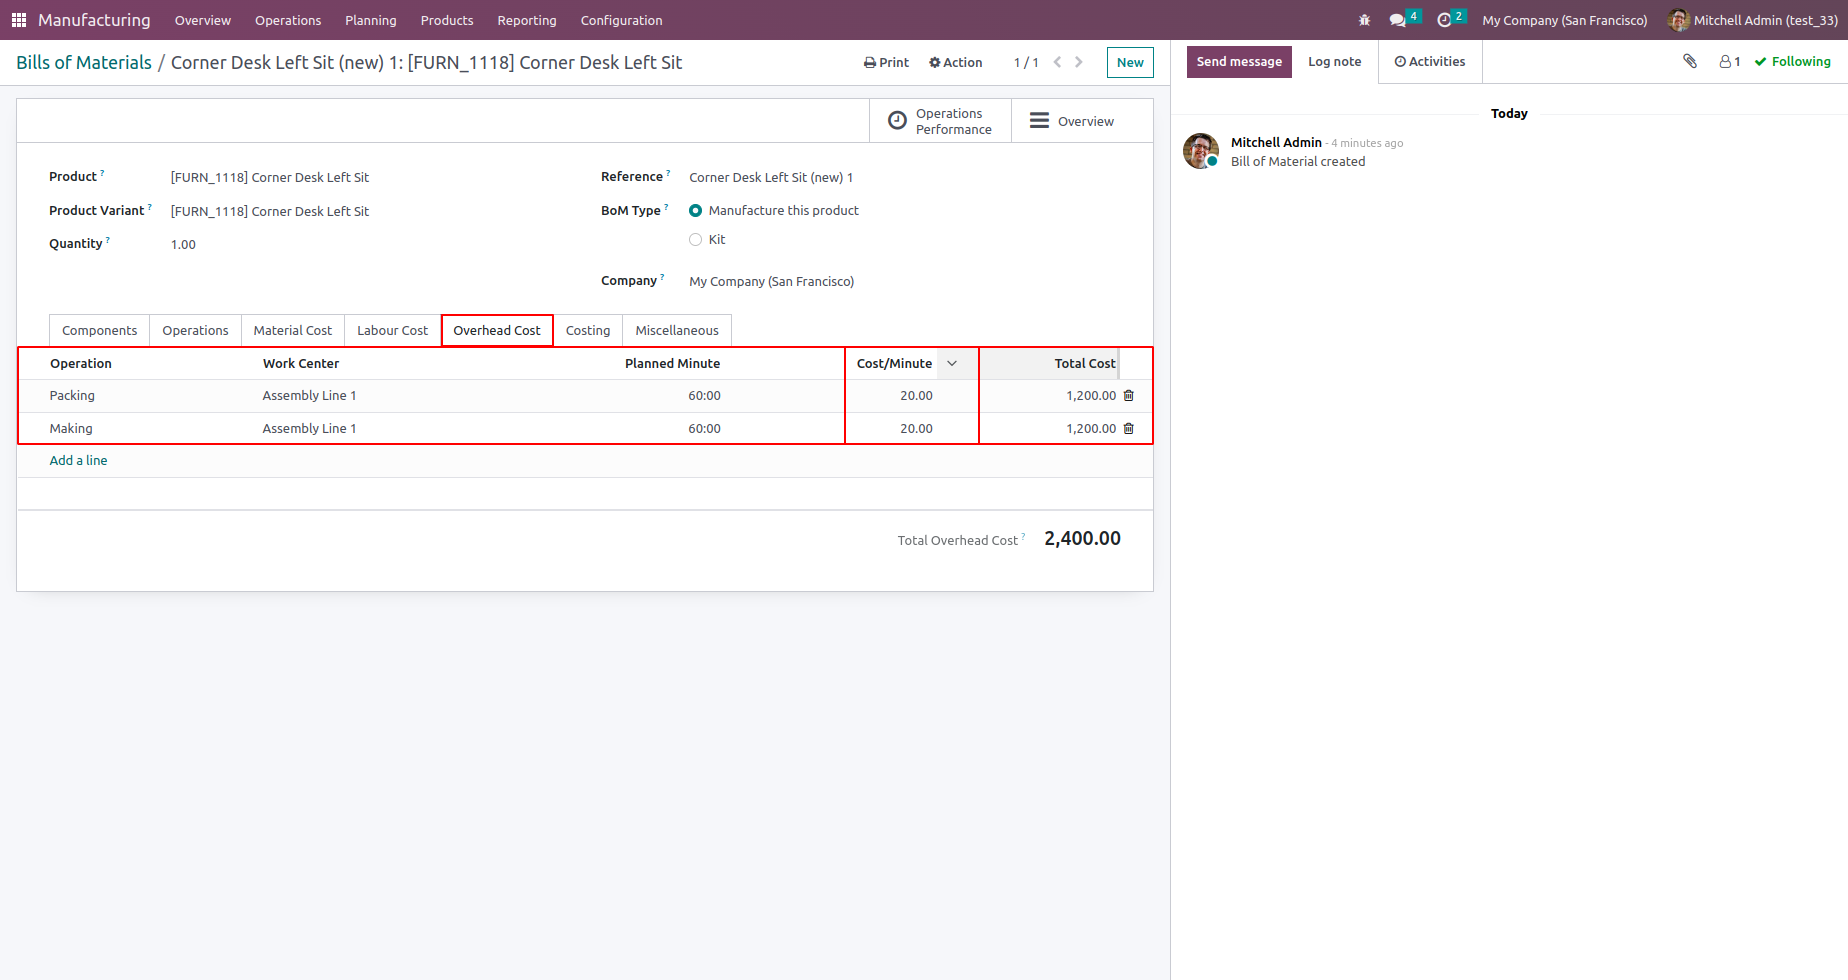 Manufacturing Overview Operations Planning Products Reporting Configuration 4 2 My Company (San Francisco) Mitchell Admin (test_33)
Bills of Materials / Corner Desk Left Sit (new) 1: [FURN_1118] Corner Desk Left Sit Print Action 1 / 1 New
Send message Log note Activities 1 Following
Operations Performance
Overview
Product ? [FURN_1118] Corner Desk Left Sit
Product Variant ? [FURN_1118] Corner Desk Left Sit
Quantity ? 1.00
Reference ? Corner Desk Left Sit (new) 1
BoM Type ? Manufacture this product
Kit
Company ? My Company (San Francisco)
Components Operations Material Cost Labour Cost Overhead Cost Costing Miscellaneous
Operation Work Center Planned Minute Cost/Minute Total Cost
Packing Assembly Line 1 60:00 20.00 1,200.00
Making Assembly Line 1 60:00 20.00 1,200.00
Add a line
Total Overhead Cost ? 2,400.00
Today
Mitchell Admin - 4 minutes ago
Bill of Material created